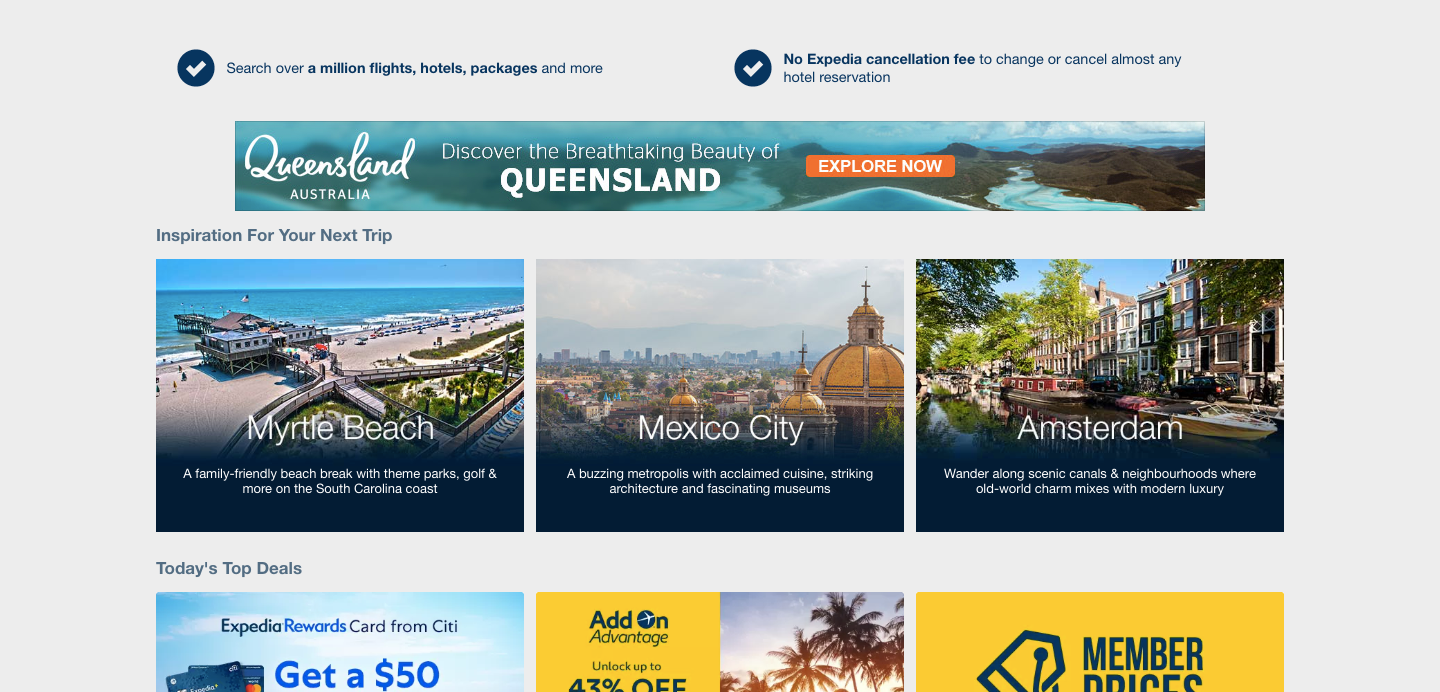 Search over a million flights, hotels, packages and more
No Expedia cancellation fee to change or cancel almost any
hotel reservation
Queensland
AUSTRALIA
Discover the Breathtaking Beauty of
QUEENSLAND
EXPLORE NOW
Inspiration For Your Next Trip
Myrtle Beach
A family-friendly beach break with theme parks, golf &
more on the South Carolina coast
Mexico City
A buzzing metropolis with acclaimed cuisine, striking
architecture and fascinating museums
Amsterdam
Wander along scenic canals & neighbourhoods where
old-world charm mixes with modern luxury
Today's Top Deals
Expedia Rewards Card from Citi
Get a $50
Add On
Advantage
Unlock up to
43% OFF
MEMBER
PRICES